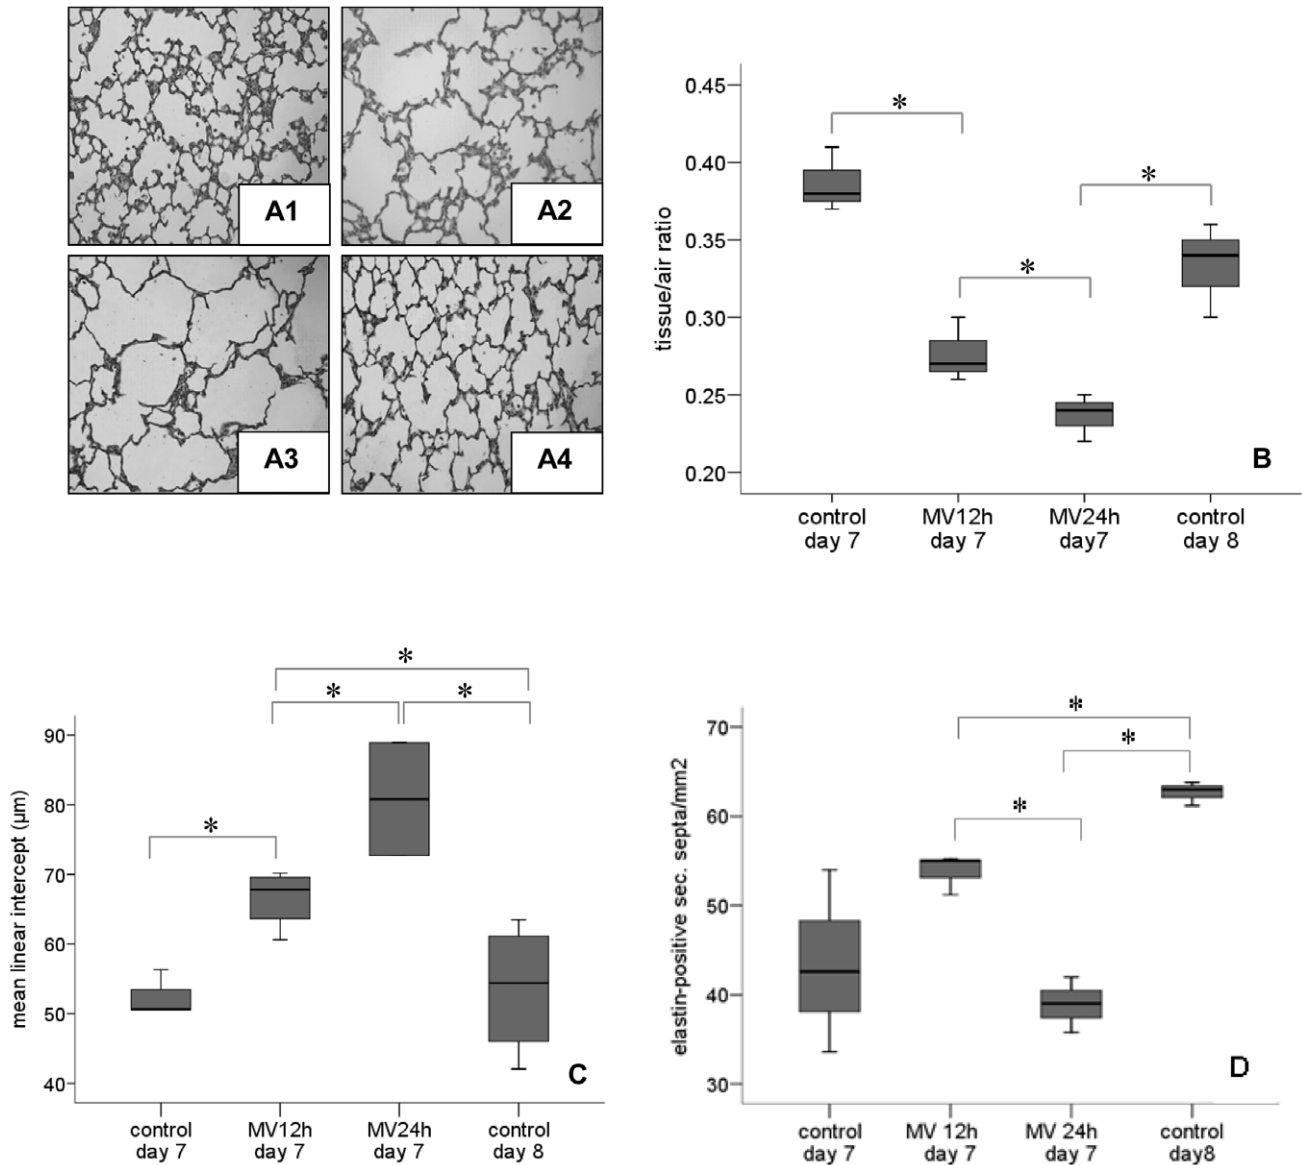 A1
A2
A3
A4
*
*
*
tissue/air ratio
0.45
0.40
0.35
0.30
0.25
0.20
B
control
day 7
MV12h
day 7
MV24h
day7
control
day 8
*
*
*
*
mean linear intercept (µm)
90
80
70
60
50
40
C
control
day 7
MV12h
day 7
MV24h
day 7
control
day 8
*
*
*
elastin-positive sec. septa/mm2
70
60
50
40
30
D
control
day 7
MV 12h
day 7
MV 24h
day 7
control
day8